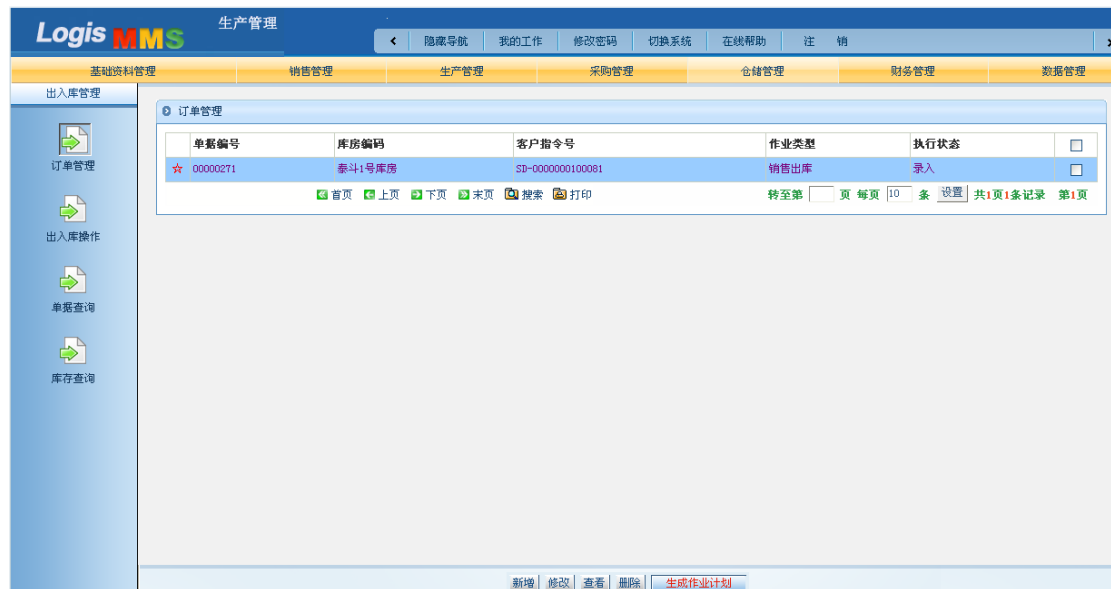 Logis MMS 生产管理
隐藏导航 我的工作 修改密码 切换系统 在线帮助 注 销
基础资料管理 销售管理 生产管理 采购管理 仓储管理 财务管理 数据管理
出入库管理
订单管理
单据编号 库房编码 客户指令号 作业类型 执行状态
☆ 00000271 泰斗1号库房 SD-0000000100081 销售出库 录入
首页 上页 下页 末页 搜索 打印 转至第 页 每页 10 条 设置 共1页1条记录 第1页
订单管理
出入库操作
单据查询
库存查询
新增 修改 查看 删除 生成作业计划